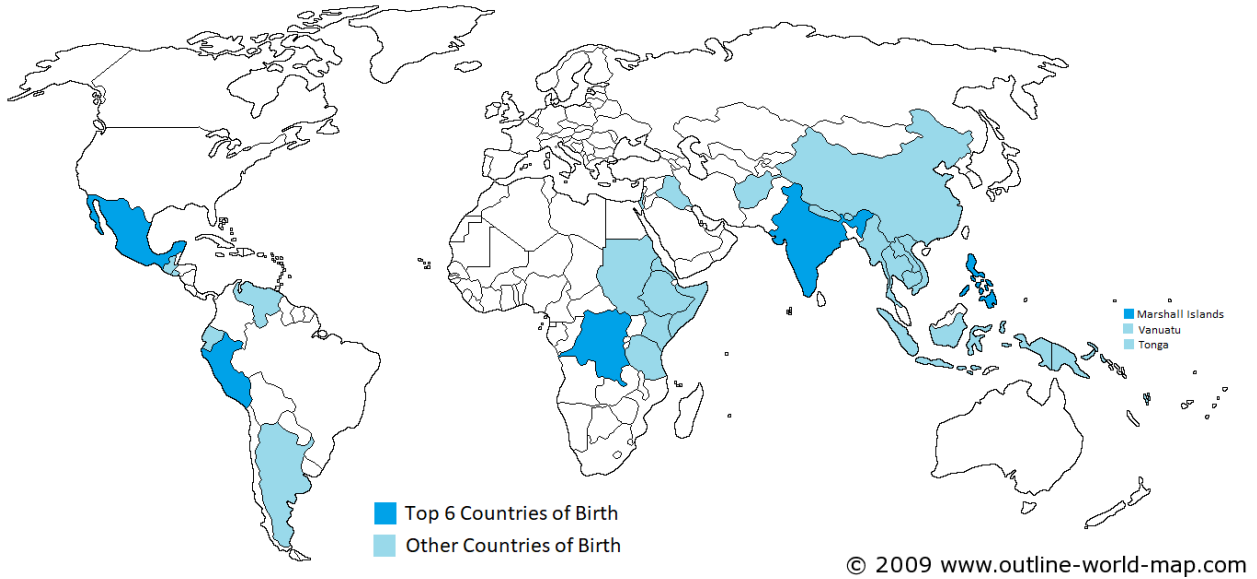 Marshall Islands
Vanuatu
Tonga
Top 6 Countries of Birth
Other Countries of Birth
© 2009 www.outline-world-map.com